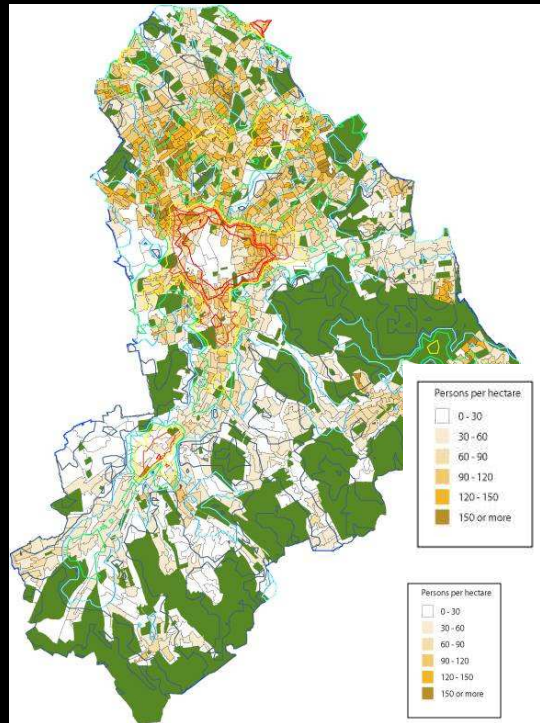 Persons per hectare
0 - 30
30 - 60
60 - 90
90 - 120
120 - 150
150 or more
Persons per hectare
0 - 30
30 - 60
60 - 90
90 - 120
120 - 150
150 or more